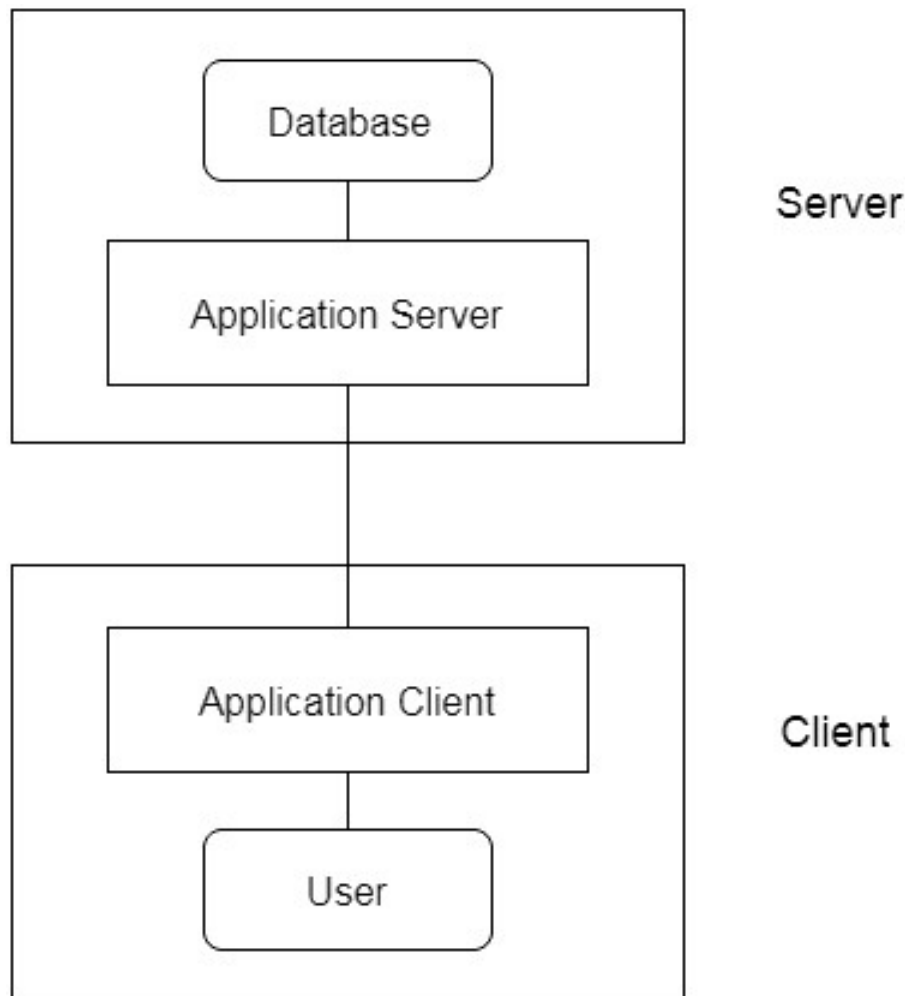 Database
Server
Application Server
Application Client
Client
User